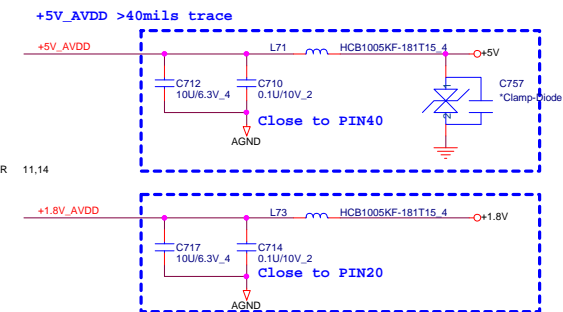 +5V_AVDD >40mils trace
+5V_AVDD
L71
HCB1005KF-181T15_4
+5V
C712
10U/6.3V_4
C710
0.1U/10V_2
C757
*Clamp-Diode
1
2
Close to PIN40
AGND
R 11,14
+1.8V_AVDD
L73
HCB1005KF-181T15_4
+1.8V
C717
10U/6.3V_4
C714
0.1U/10V_2
Close to PIN20
AGND